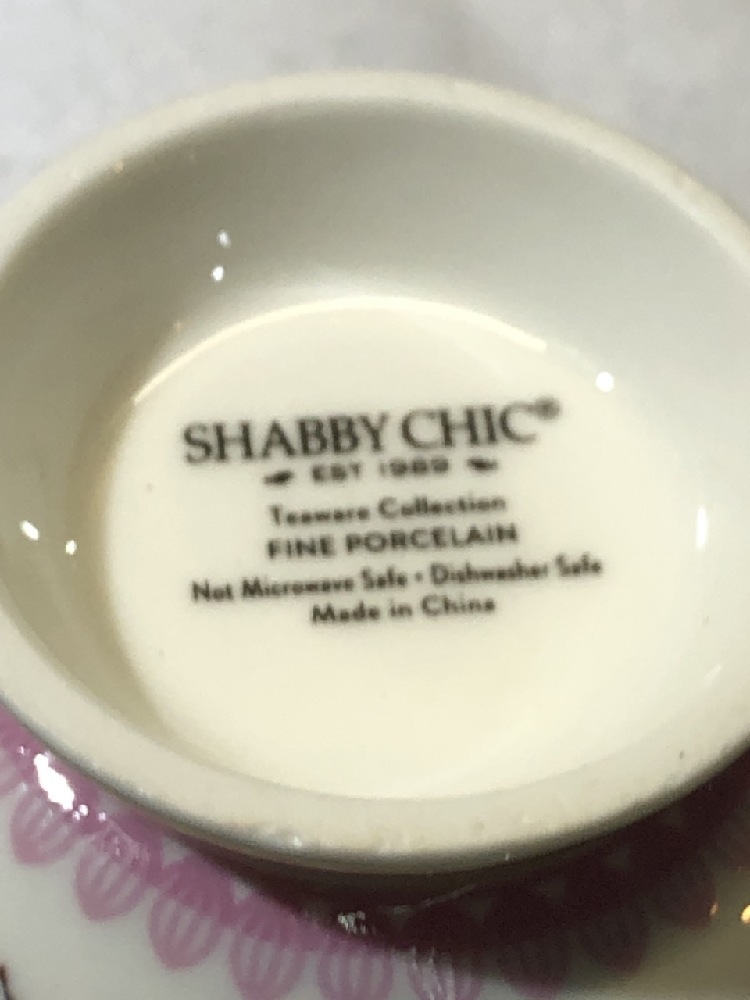 SHABBY CHIC®
EST 1989
Teaware Collection
FINE PORCELAIN
Not Microwave Safe • Dishwasher Safe
Made in China